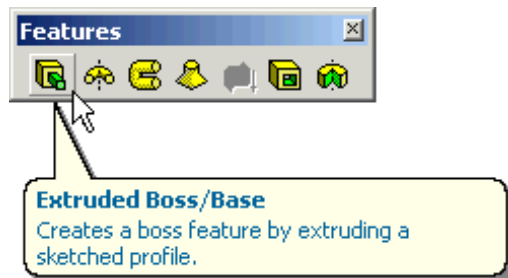 Features
Extruded Boss/Base
Creates a boss feature by extruding a
sketched profile.